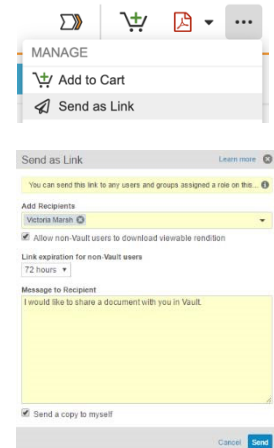 MANAGE
Add to Cart
Send as Link
Send as Link Learn more
You can send this link to any users and groups assigned a role on this...
Add Recipients
Victoria Marsh
Allow non-Vault users to download viewable rendition
Link expiration for non-Vault users
72 hours
Message to Recipient
I would like to share a document with you in Vault.
Send a copy to myself
Cancel Send